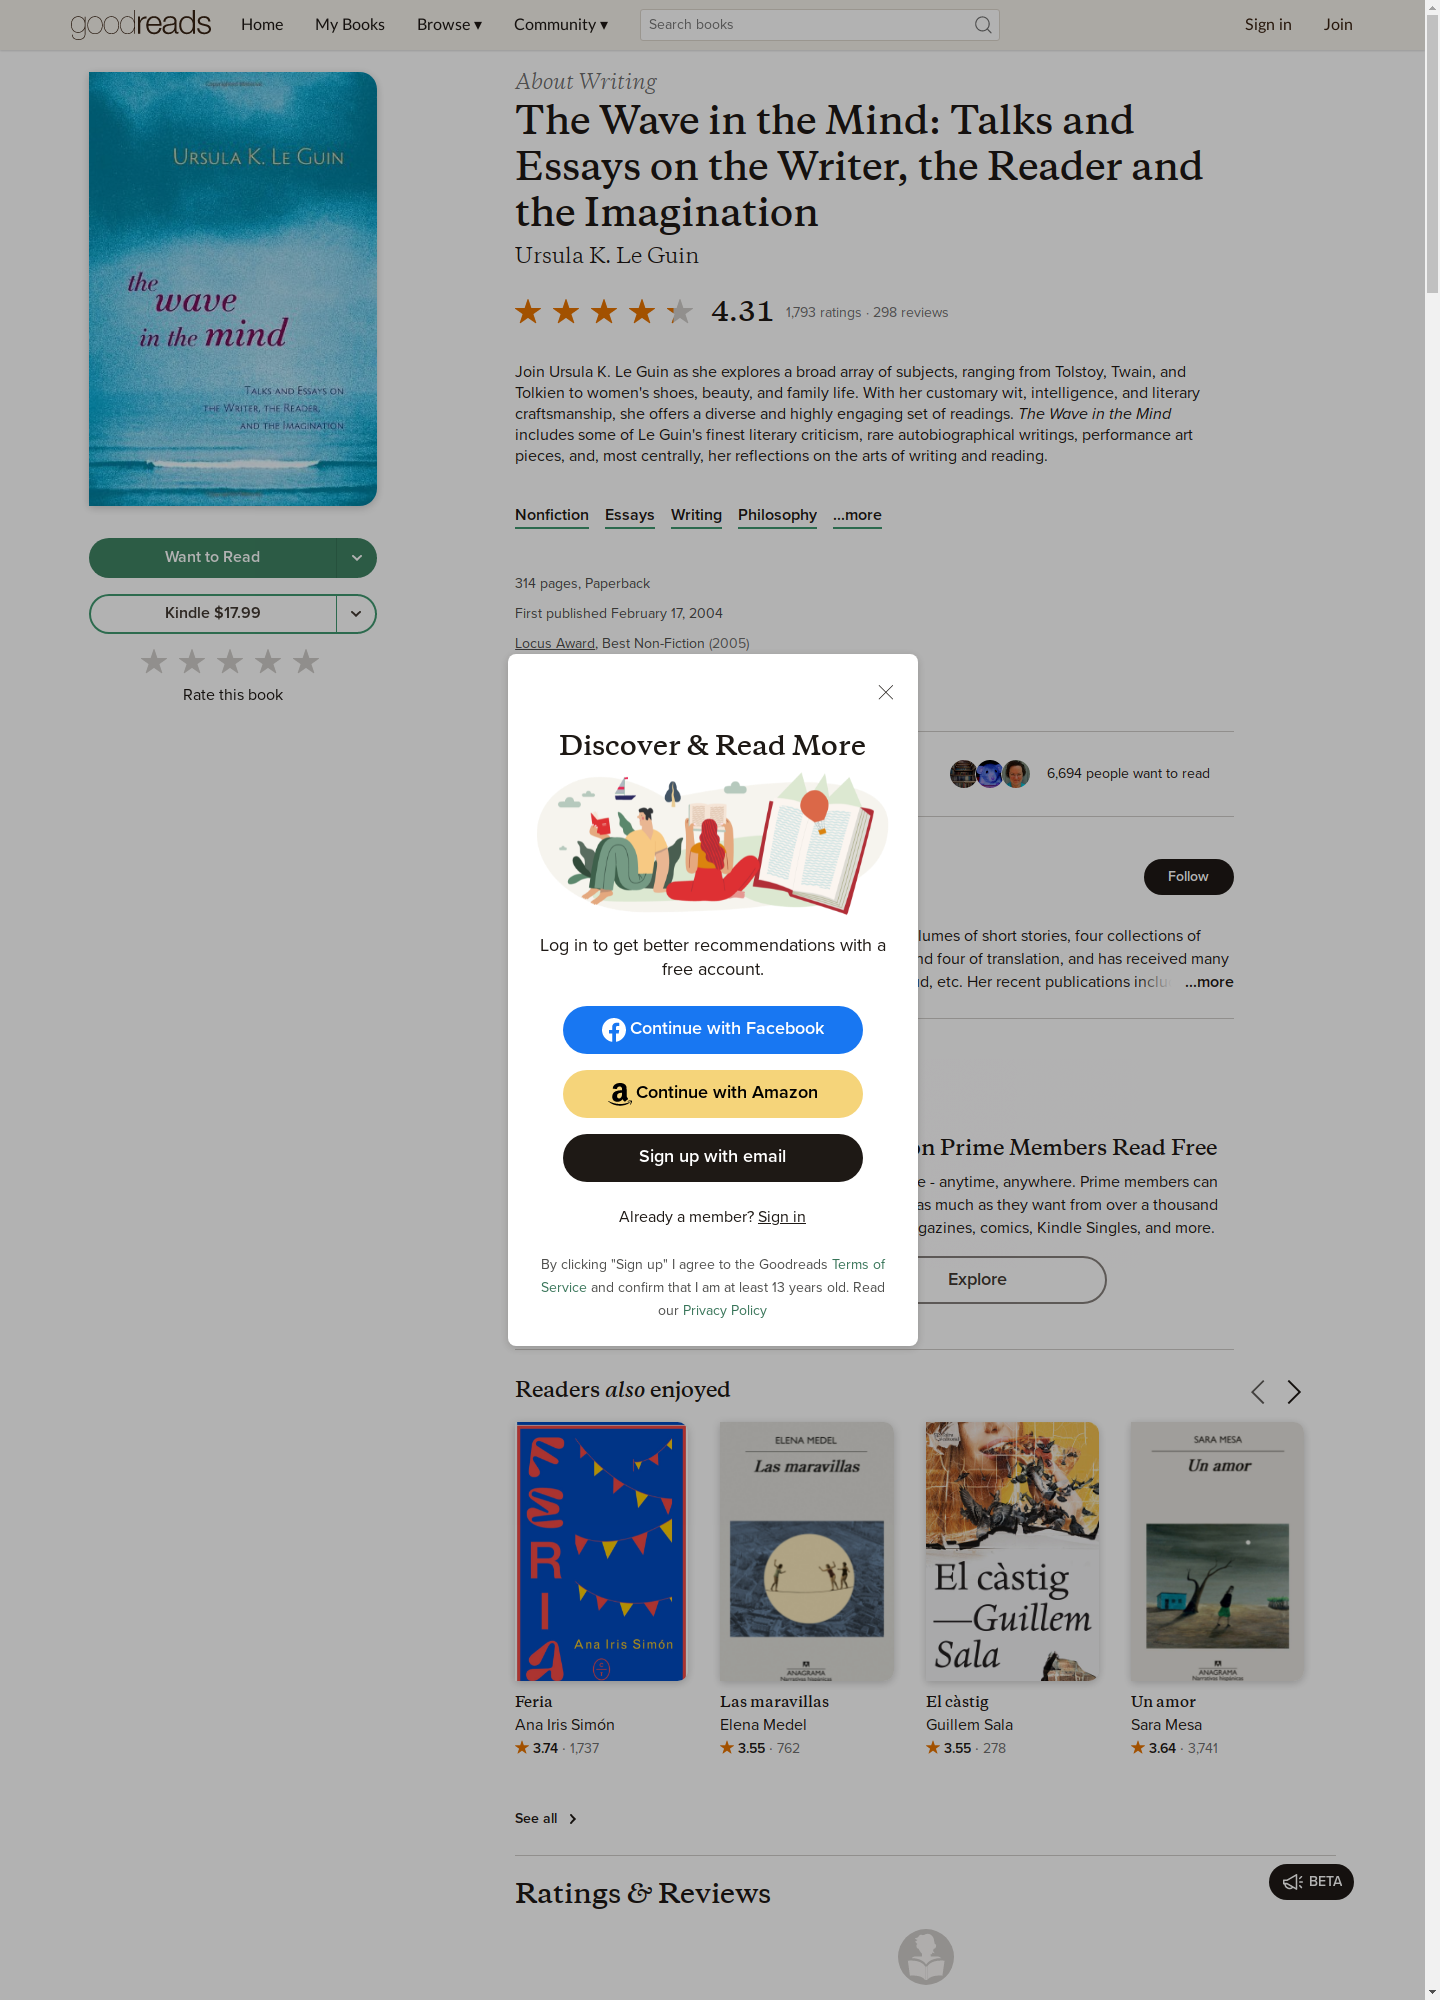 goodreads Home My Books Browse ▾ Community ▾ Search books Sign in Join
URSULA K. LE GUIN
the
wave
in the mind
TALKS AND ESSAYS ON
THE WRITER, THE READER,
AND THE IMAGINATION
Want to Read
Kindle $17.99
Rate this book
About Writing
The Wave in the Mind: Talks and
Essays on the Writer, the Reader and
the Imagination
Ursula K. Le Guin
4.31 1,793 ratings · 298 reviews
Join Ursula K. Le Guin as she explores a broad array of subjects, ranging from Tolstoy, Twain, and
Tolkien to women's shoes, beauty, and family life. With her customary wit, intelligence, and literary
craftsmanship, she offers a diverse and highly engaging set of readings. The Wave in the Mind
includes some of Le Guin's finest literary criticism, rare autobiographical writings, performance art
pieces, and, most centrally, her reflections on the arts of writing and reading.
Nonfiction Essays Writing Philosophy ...more
314 pages, Paperback
First published February 17, 2004
Locus Award, Best Non-Fiction (2005)
Discover & Read More
Log in to get better recommendations with a
free account.
Continue with Facebook
Continue with Amazon
Sign up with email
Already a member? Sign in
By clicking "Sign up" I agree to the Goodreads Terms of
Service and confirm that I am at least 13 years old. Read
our Privacy Policy
6,694 people want to read
Follow
lumes of short stories, four collections of
nd four of translation, and has received many
etc. Her recent publications inclu ...more
on Prime Members Read Free
e - anytime, anywhere. Prime members can
as much as they want from over a thousand
gazines, comics, Kindle Singles, and more.
Explore
Readers also enjoyed
FERIA
Ana Iris Simón
ELENA MEDEL
Las maravillas
ANAGRAMA
Narrativas hispánicas
El càstig
—Guillem
Sala
SARA MESA
Un amor
ANAGRAMA
Narrativas hispánicas
Feria
Ana Iris Simón
3.74 · 1,737
Las maravillas
Elena Medel
3.55 · 762
El càstig
Guillem Sala
3.55 · 278
Un amor
Sara Mesa
3.64 · 3,741
See all
Ratings & Reviews
BETA